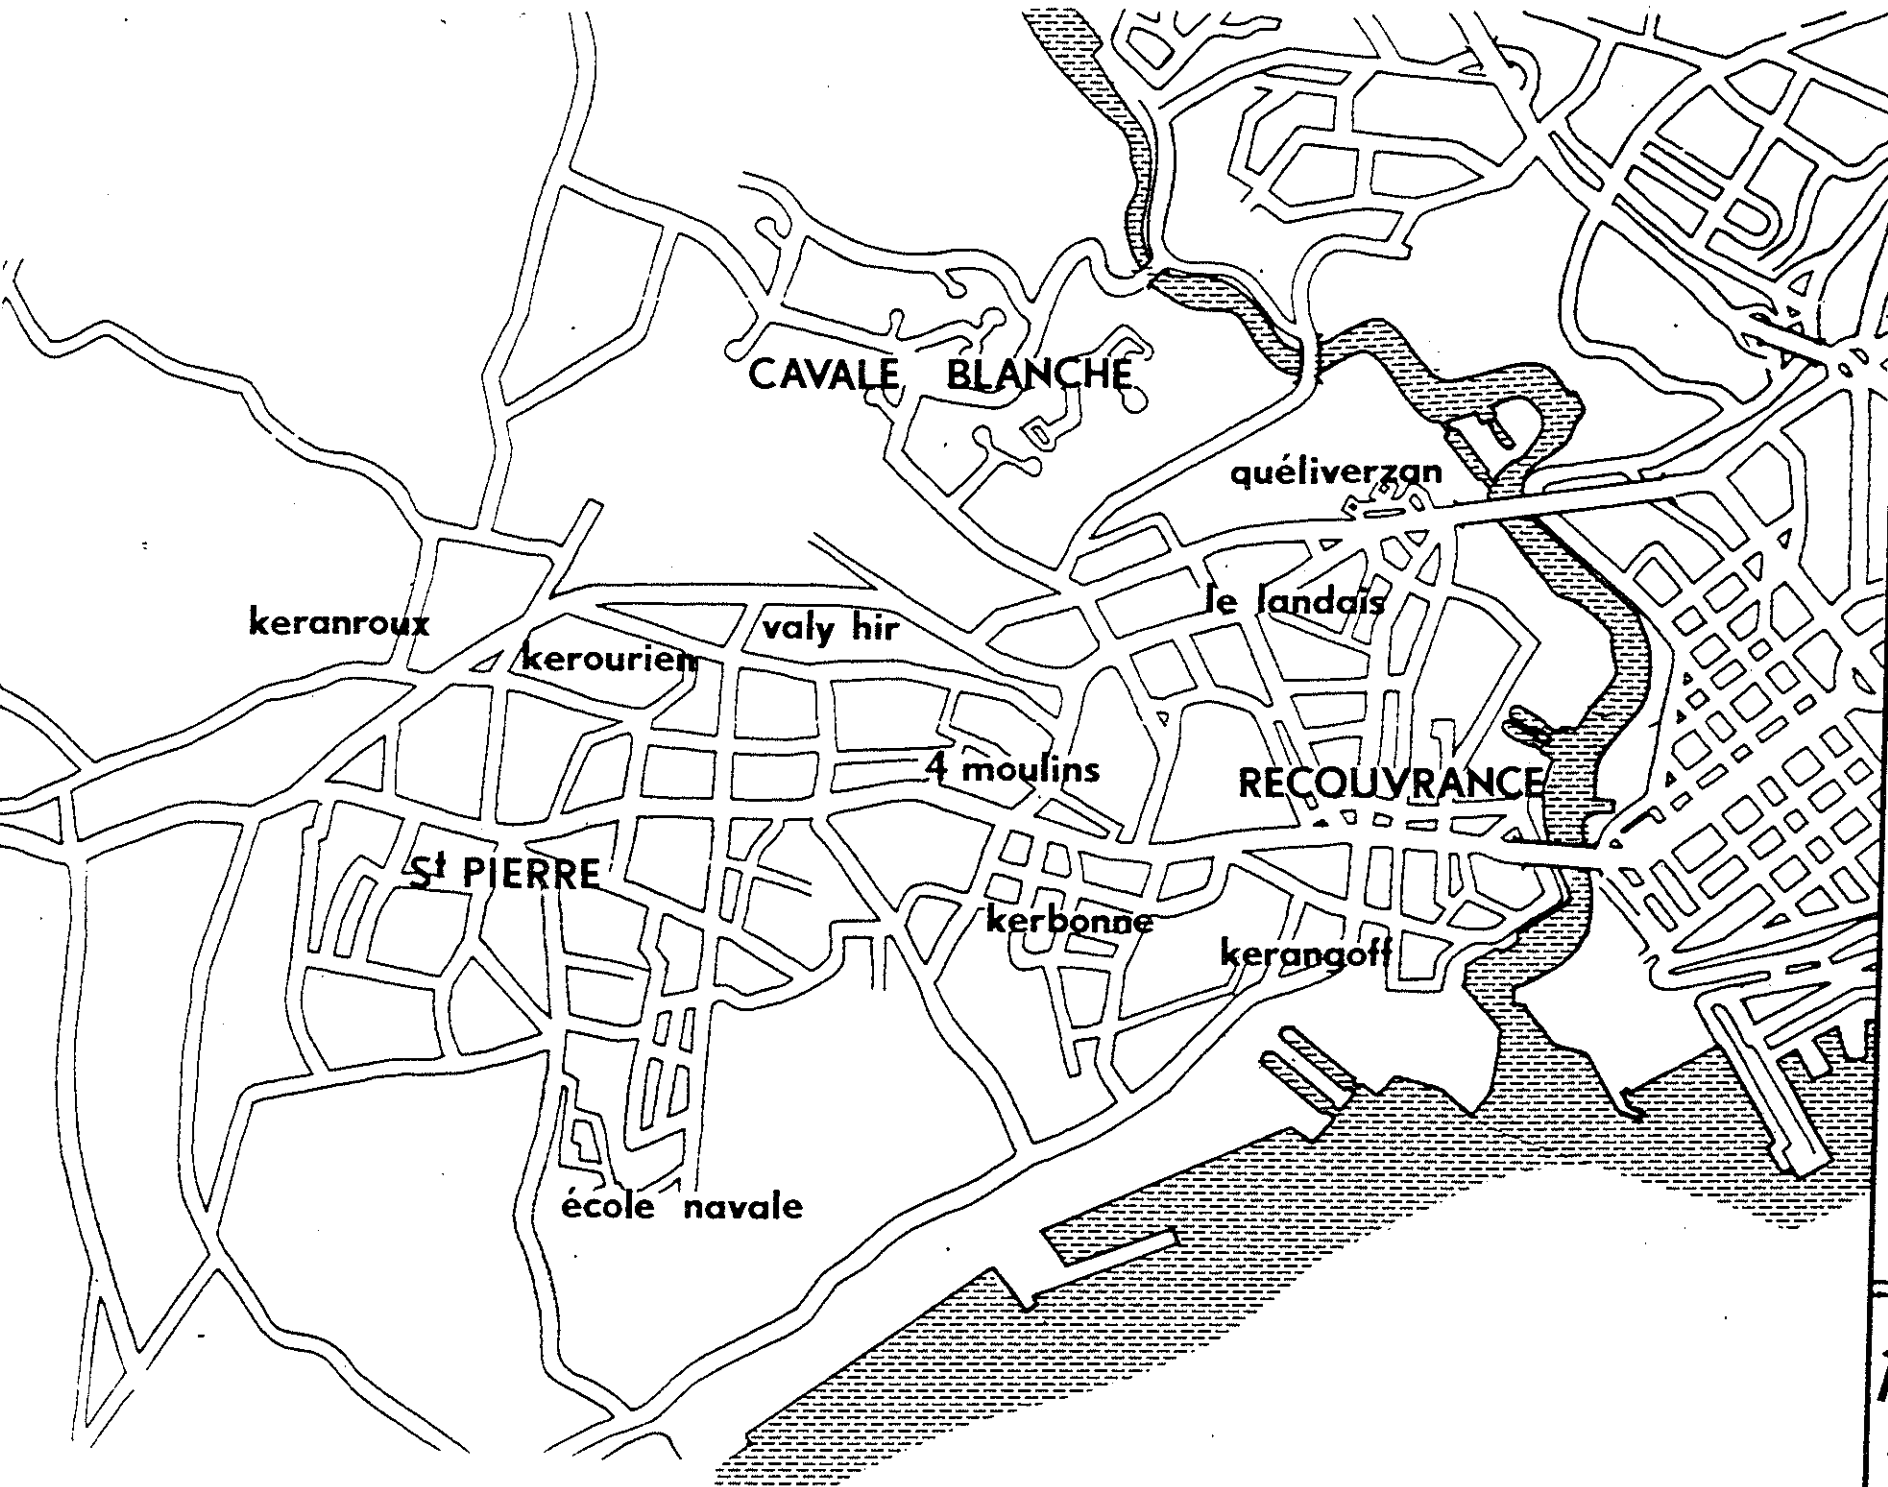 CAVALE BLANCHE
quéliverzan
le landais
keranroux
valy hir
kerourien
4 moulins
RECOUVRANCE
St PIERRE
kerbonne
kerangoff
école navale